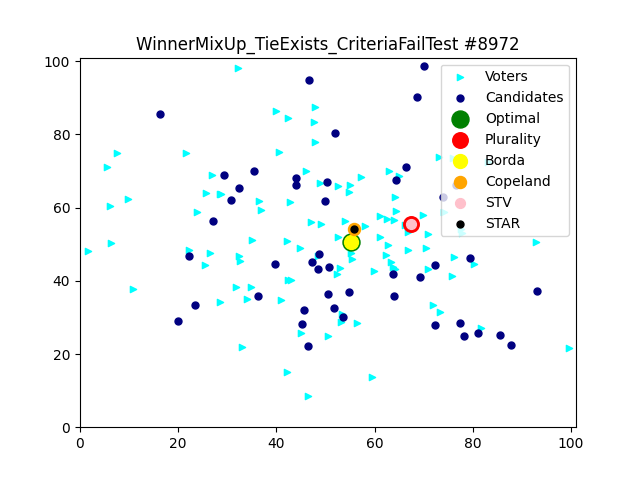 WinnerMixUp_TieExists_CriteriaFailTest #8972
Voters
Candidates
Optimal
Plurality
Borda
Copeland
STV
STAR
100
80
60
40
20
0
0 20 40 60 80 100